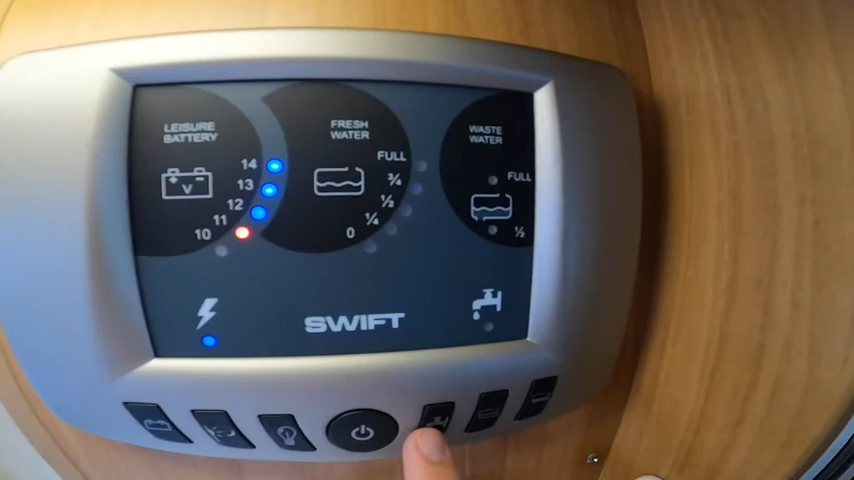 LEISURE
BATTERY
V
14
13
12
11
10
FRESH
WATER
FULL
¾
½
¼
0
WASTE
WATER
FULL
½
SWIFT